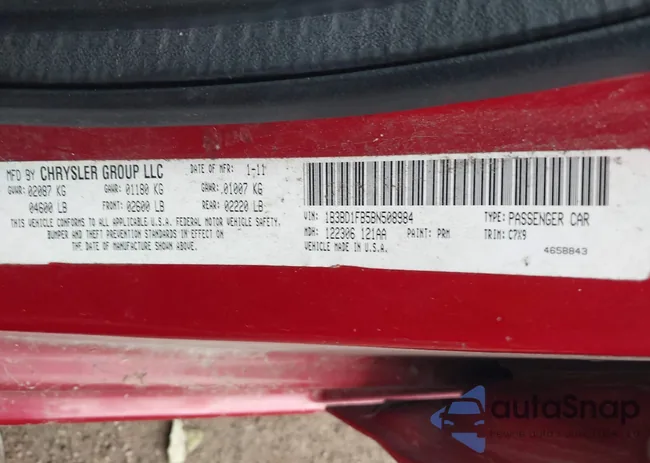 MFD BY CHRYSLER GROUP LLC DATE OF MFR: 1-11
GVWR: 02087 KG GAWR: 01180 KG GAWR: 01007 KG
04600 LB FRONT: 02600 LB REAR: 02220 LB
THIS VEHICLE CONFORMS TO ALL APPLICABLE U.S.A. FEDERAL MOTOR VEHICLE SAFETY,
BUMPER AND THEFT PREVENTION STANDARDS IN EFFECT ON
THE DATE OF MANUFACTURE SHOWN ABOVE.
VIN: 1B3BD1FB5BN508984 TYPE: PASSENGER CAR
MDH: 122306 121AA PAINT: PRM TRIM: C7X9
VEHICLE MADE IN U.S.A. 4658843
autaSnap